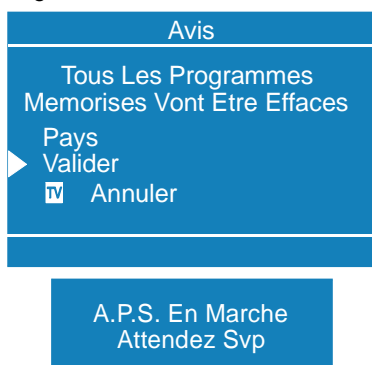 Avis
Tous Les Programmes
Memorises Vont Etre Effaces
Pays
Valider
TV Annuler
A.P.S. En Marche
Attendez Svp